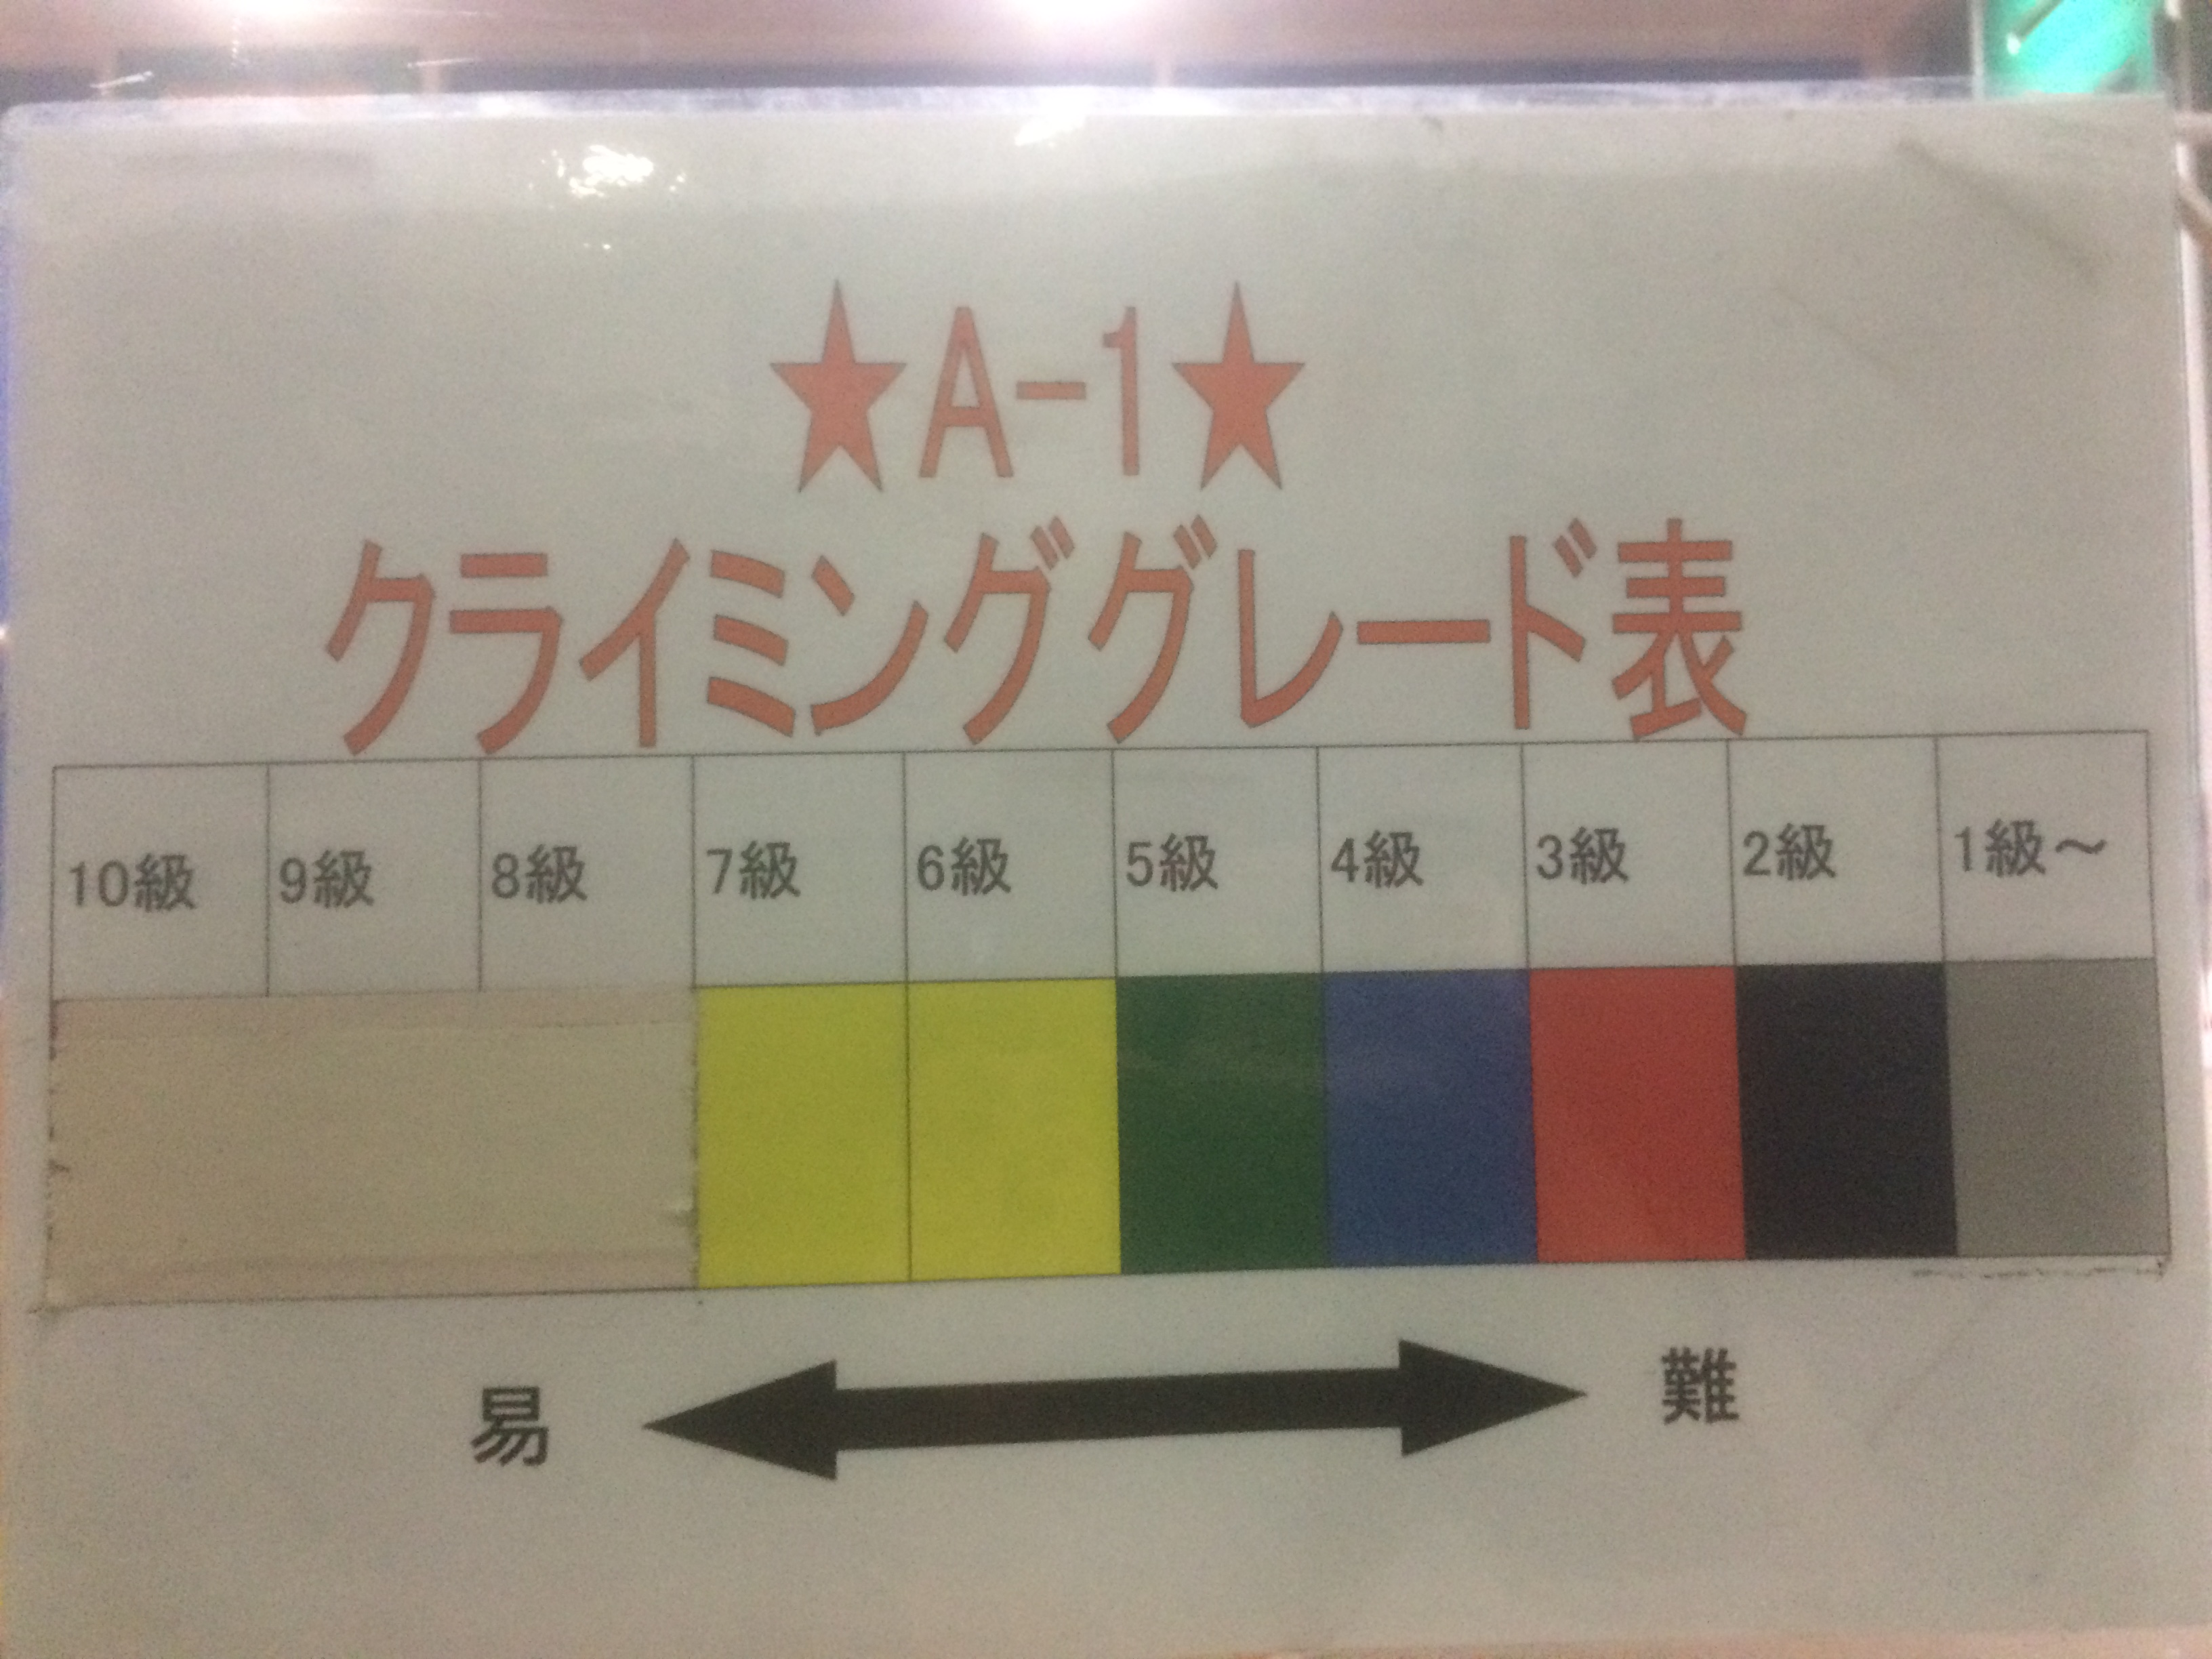 ★A-1★
クライミンググレード表
10級 9級 8級 7級 6級 5級 4級 3級 2級 1級～
易 難